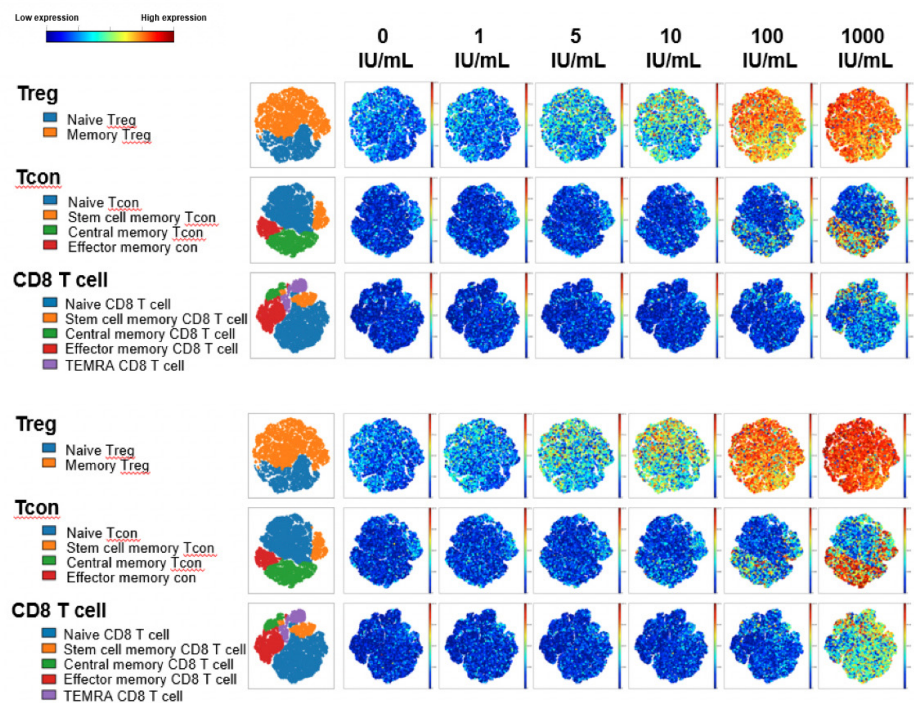 Low expression High expression
0 1 5 10 100 1000
IU/mL IU/mL IU/mL IU/mL IU/mL IU/mL
Treg
Naive Treg
Memory Treg
Tcon
Naive Tcon
Stem cell memory Tcon
Central memory Tcon
Effector memory con
CD8 T cell
Naive CD8 T cell
Stem cell memory CD8 T cell
Central memory CD8 T cell
Effector memory CD8 T cell
TEMRA CD8 T cell
Treg
Naive Treg
Memory Treg
Tcon
Naive Tcon
Stem cell memory Tcon
Central memory Tcon
Effector memory con
CD8 T cell
Naive CD8 T cell
Stem cell memory CD8 T cell
Central memory CD8 T cell
Effector memory CD8 T cell
TEMRA CD8 T cell